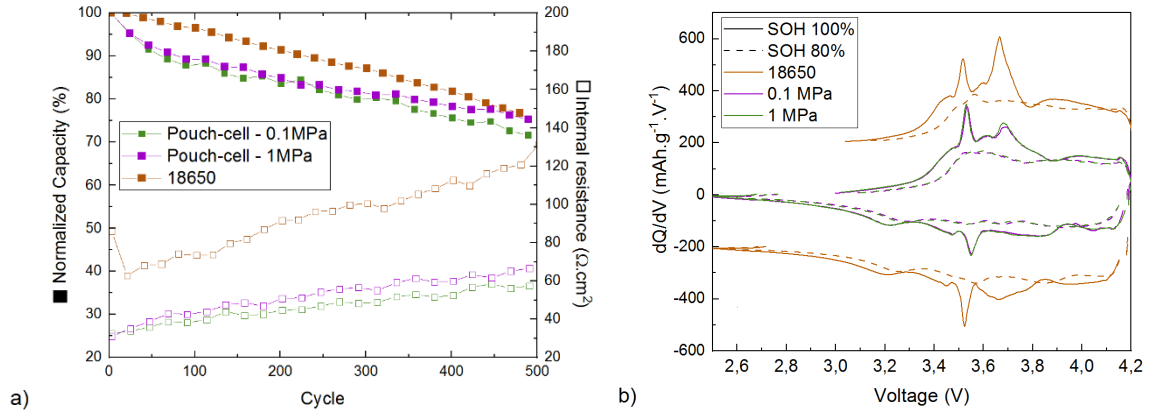 100
90
80
70
60
50
40
30
20
Normalized Capacity (%)
Pouch-cell - 0.1MPa
Pouch-cell - 1MPa
18650
200
180
160
140
120
100
80
60
40
20
Internal resistance (Ω.cm²)
0 100 200 300 400 500
Cycle
a)
600
400
200
0
-200
-400
-600
dQ/dV (mAh.g⁻¹.V⁻¹)
SOH 100%
SOH 80%
18650
0.1 MPa
1 MPa
2,6 2,8 3,0 3,2 3,4 3,6 3,8 4,0 4,2
Voltage (V)
b)